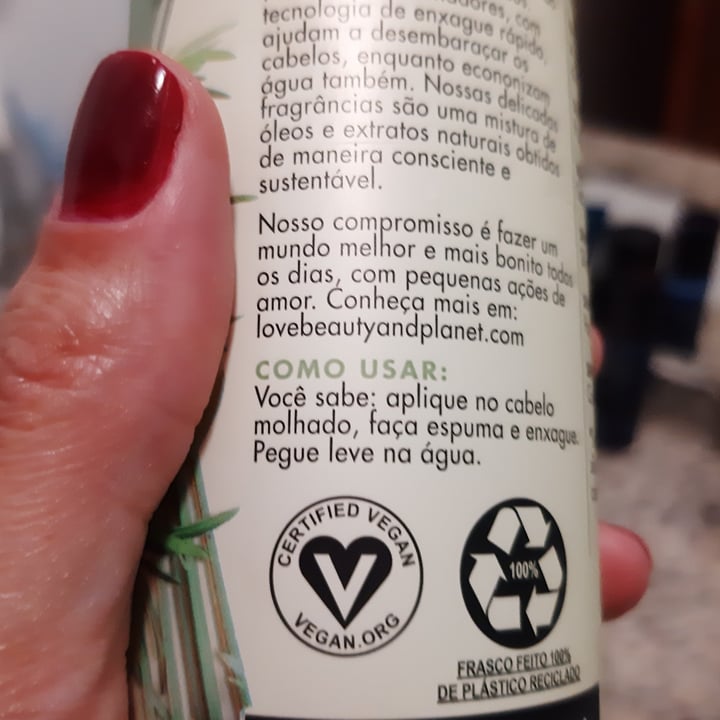 dores, com
tecnologia de enxague rápido,
ajudam a desembaraçar os
cabelos, enquanto economizam
água também. Nossas delicadas
fragrâncias são uma mistura de
óleos e extratos naturais obtidos
de maneira consciente e
sustentável.
Nosso compromisso é fazer um
mundo melhor e mais bonito todos
os dias, com pequenas ações de
amor. Conheça mais em:
lovebeautyandplanet.com
COMO USAR:
Você sabe: aplique no cabelo
molhado, faça espuma e enxague.
Pegue leve na água.
CERTIFIED VEGAN
V
VEGAN.ORG
100%
FRASCO FEITO 100%
DE PLÁSTICO RECICLADO